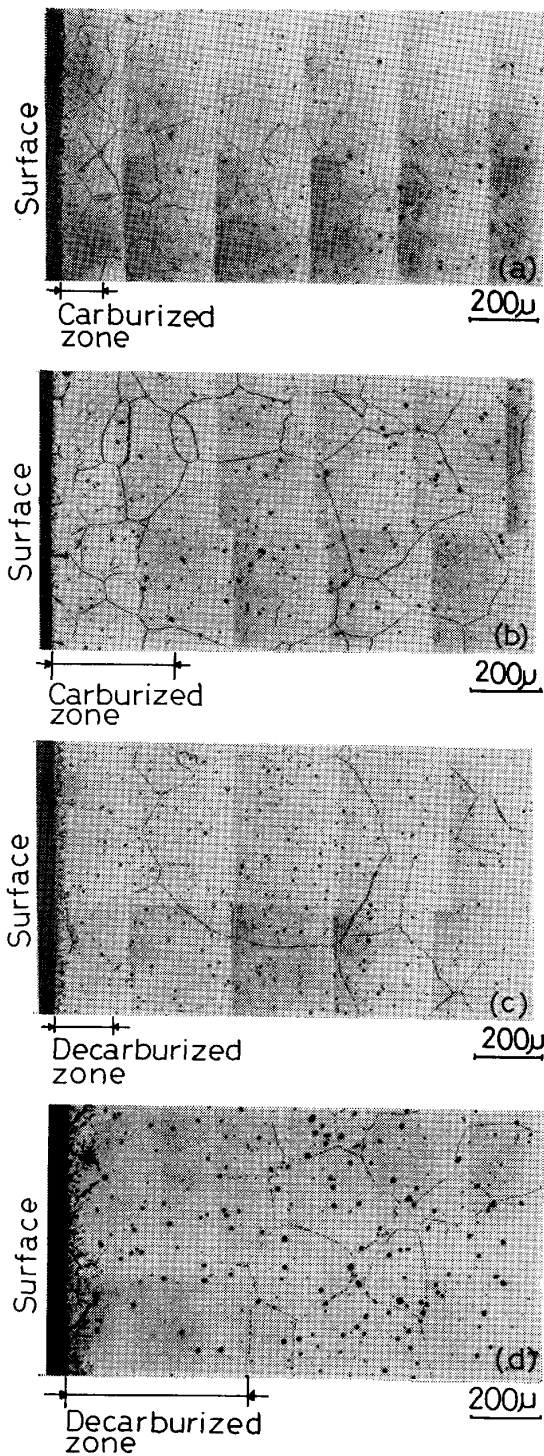 Surface
(a)
Carburized
zone
200μ
Surface
(b)
Carburized
zone
200μ
Surface
(c)
Decarburized
zone
200μ
Surface
(d)
Decarburized
zone
200μ